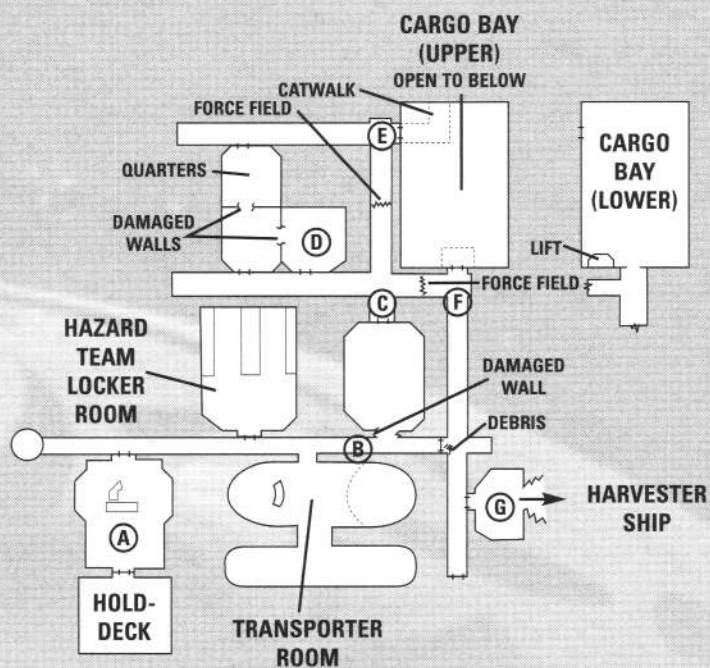 CARGO BAY
(UPPER)
OPEN TO BELOW
CATWALK
FORCE FIELD
E
QUARTERS
CARGO
BAY
(LOWER)
DAMAGED
WALLS
D
LIFT
FORCE FIELD
C
F
HAZARD
TEAM
LOCKER
ROOM
DAMAGED
WALL
DEBRIS
B
G
HARVESTER
SHIP
A
HOLD-
DECK
TRANSPORTER
ROOM